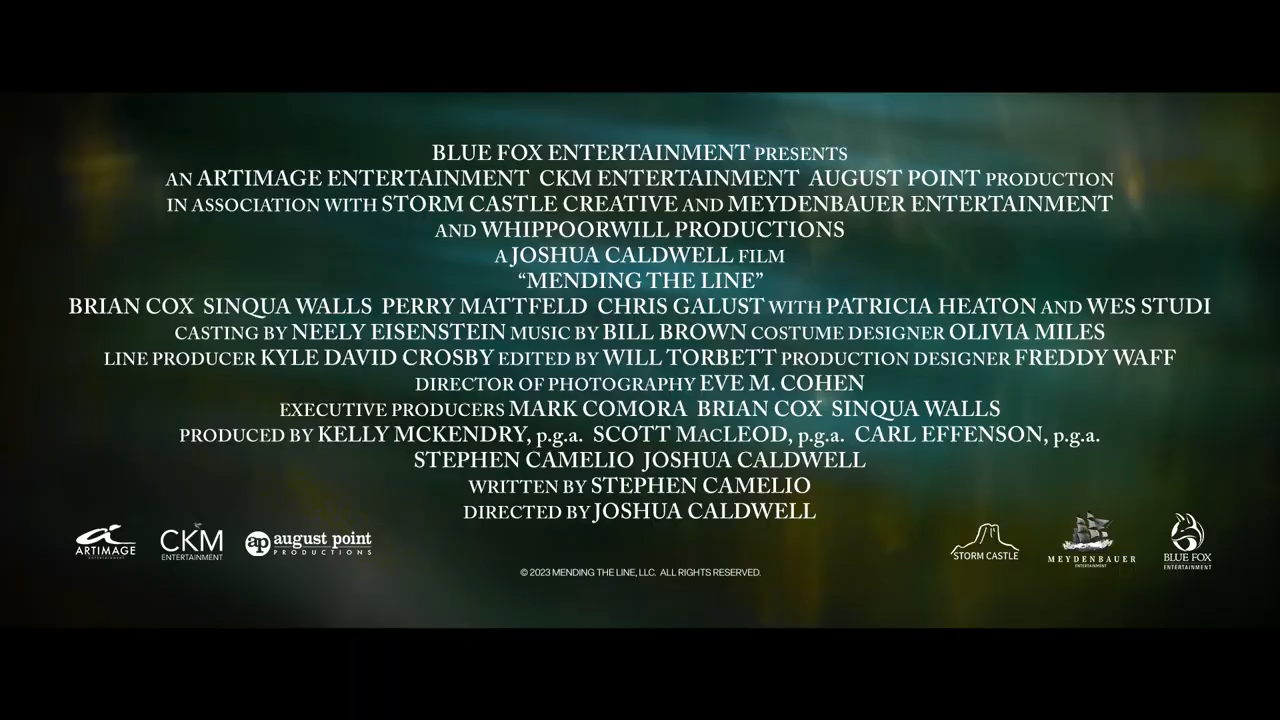 BLUE FOX ENTERTAINMENT PRESENTS
AN ARTIMAGE ENTERTAINMENT CKM ENTERTAINMENT AUGUST POINT PRODUCTION
IN ASSOCIATION WITH STORM CASTLE CREATIVE AND MEYDENBAUER ENTERTAINMENT
AND WHIPPOORWILL PRODUCTIONS
A JOSHUA CALDWELL FILM
“MENDING THE LINE”
BRIAN COX SINQUA WALLS PERRY MATTFELD CHRIS GALUST WITH PATRICIA HEATON AND WES STUDI
CASTING BY NEELY EISENSTEIN MUSIC BY BILL BROWN COSTUME DESIGNER OLIVIA MILES
LINE PRODUCER KYLE DAVID CROSBY EDITED BY WILL TORBETT PRODUCTION DESIGNER FREDDY WAFF
DIRECTOR OF PHOTOGRAPHY EVE M. COHEN
EXECUTIVE PRODUCERS MARK COMORA BRIAN COX SINQUA WALLS
PRODUCED BY KELLY MCKENDRY, p.g.a. SCOTT MACLEOD, p.g.a. CARL EFFENSON, p.g.a.
STEPHEN CAMELIO JOSHUA CALDWELL
WRITTEN BY STEPHEN CAMELIO
DIRECTED BY JOSHUA CALDWELL
ARTIMAGE
ENTERTAINMENT
CKM
ENTERTAINMENT
ap august point
PRODUCTIONS
STORM CASTLE
MEYDENBAUER
ENTERTAINMENT
BLUE FOX
ENTERTAINMENT
© 2023 MENDING THE LINE, LLC. ALL RIGHTS RESERVED.